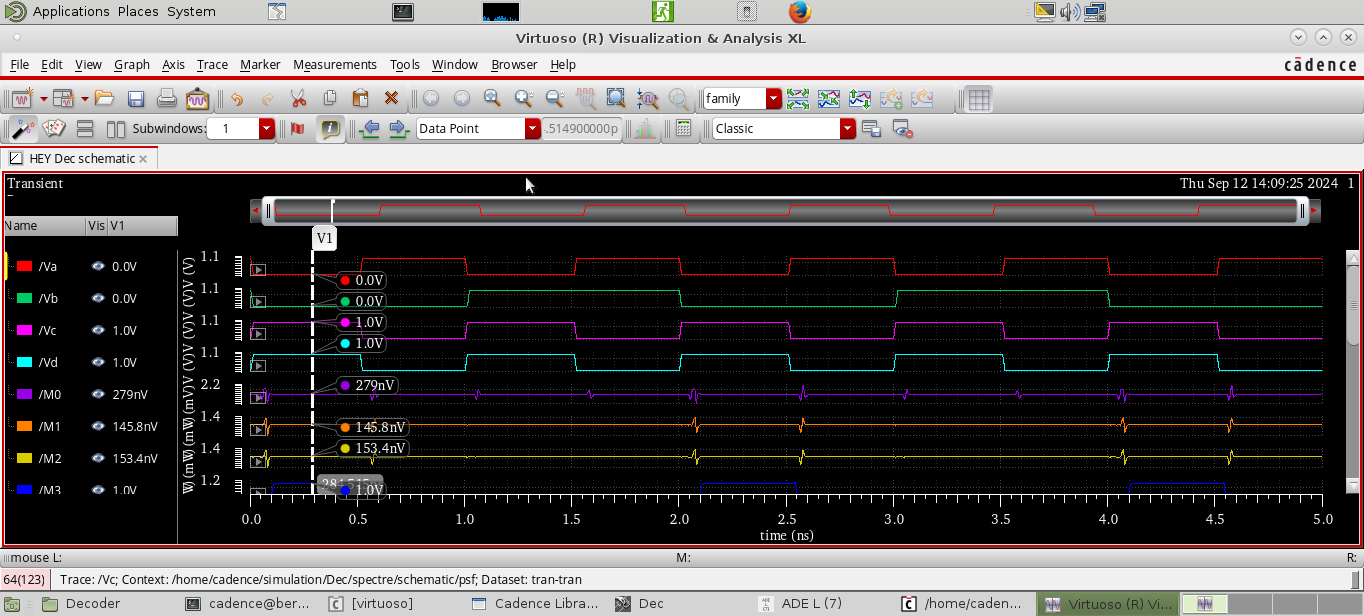 Applications Places System
Virtuoso (R) Visualization & Analysis XL
File Edit View Graph Axis Trace Marker Measurements Tools Window Browser Help
cādence
family
Subwindows: 1 Data Point .514900000p Classic
HEY Dec schematic
Transient Thu Sep 12 14:09:25 2024 1
Name Vis V1
V1
/Va 0.0V 1.1 0.0V
/Vb 0.0V 1.1 0.0V
/Vc 1.0V 1.1 1.0V
/Vd 1.0V 1.1 1.0V
/M0 279nV 2.2 279nV
/M1 145.8nV 1.4 145.8nV
/M2 153.4nV 1.4 153.4nV
/M3 1.0V 1.2 1.0V
0.0 0.5 1.0 1.5 2.0 2.5 3.0 3.5 4.0 4.5 5.0
time (ns)
mouse L: M: R:
64(123) Trace: /Vc; Context: /home/cadence/simulation/Dec/spectre/schematic/psf; Dataset: tran-tran
Decoder cadence@ber... [virtuoso] Cadence Libra... Dec ADE L (7) /home/caden... Virtuoso (R) Vi...